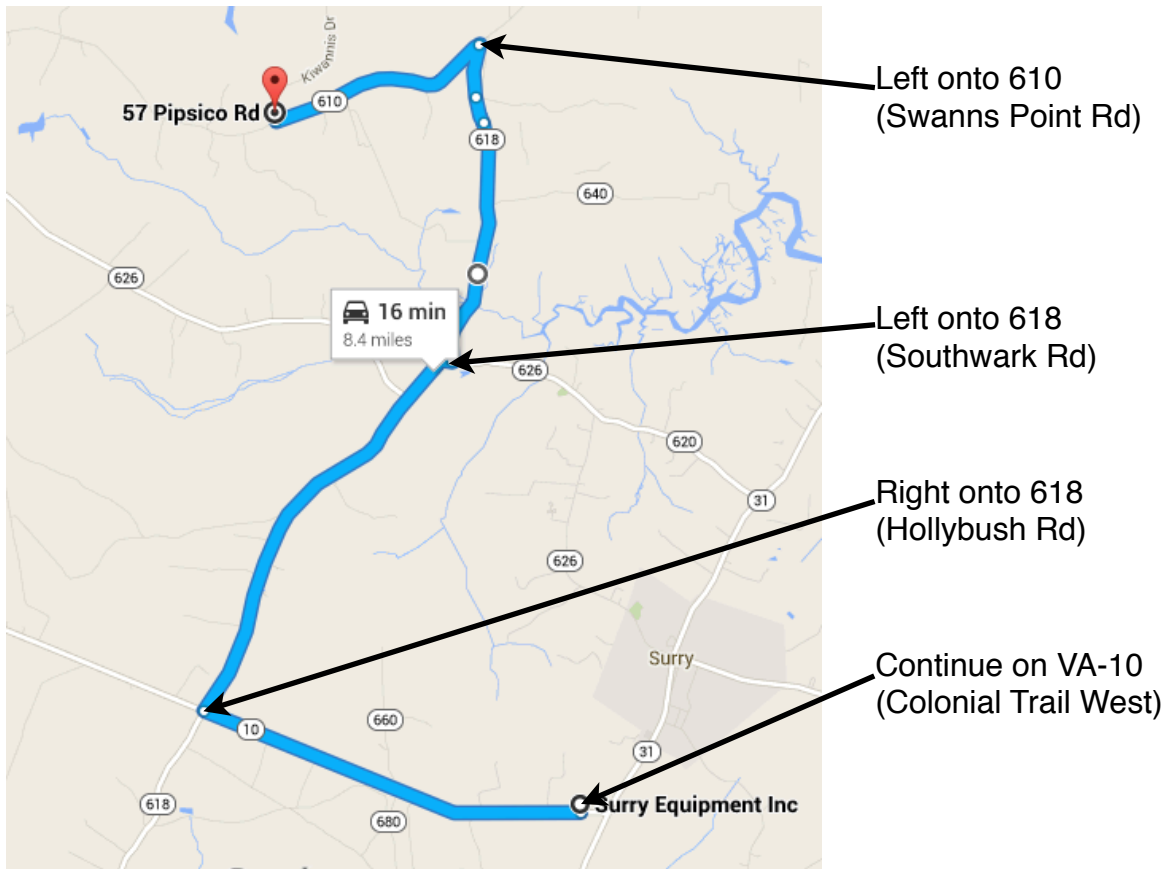 Kiwannis Dr
57 Pipsico Rd
610
618
640
626
16 min
8.4 miles
626
620
31
626
Surry
10
660
31
618
680
Surry Equipment Inc
Left onto 610
(Swanns Point Rd)
Left onto 618
(Southwark Rd)
Right onto 618
(Hollybush Rd)
Continue on VA-10
(Colonial Trail West)